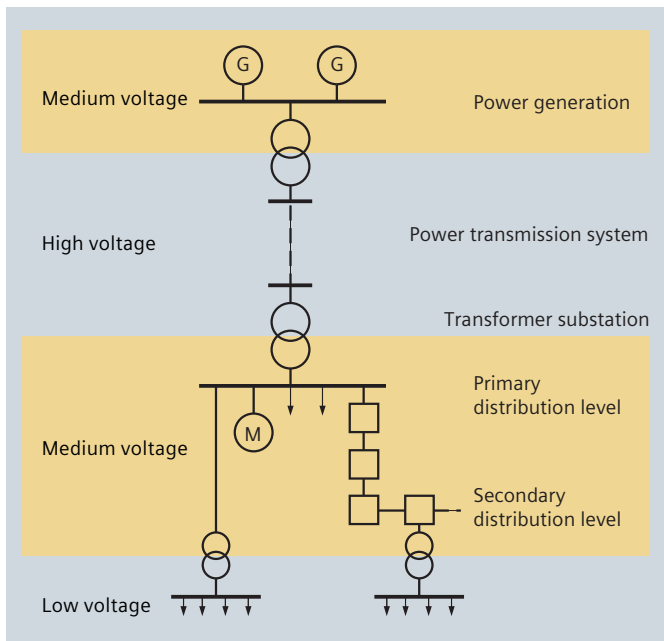 G
G
Medium voltage
Power generation
High voltage
Power transmission system
Transformer substation
Primary
distribution level
M
Medium voltage
Secondary
distribution level
Low voltage